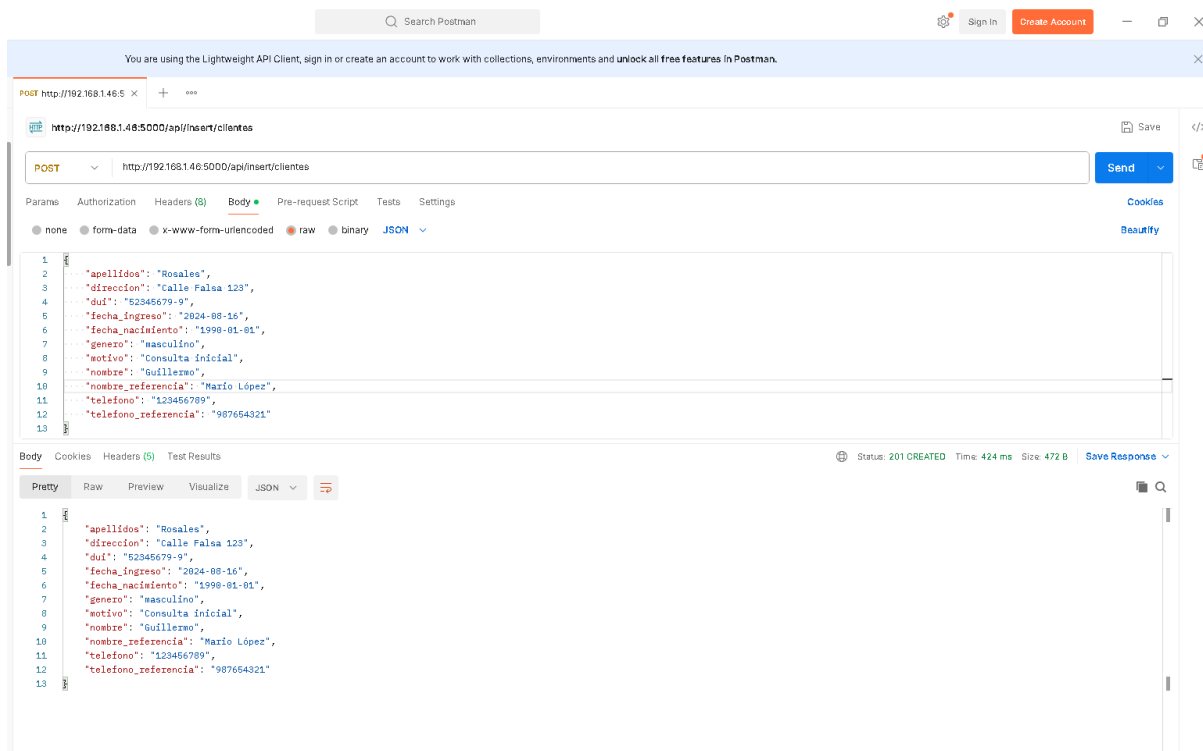 Search Postman
Sign In
Create Account
You are using the Lightweight API Client, sign in or create an account to work with collections, environments and unlock all free features in Postman.
POST http://192.168.1.46:5
HTTP http://192.168.1.46:5000/api/insert/clientes
Save
POST http://192.168.1.46:5000/api/insert/clientes
Send
Params Authorization Headers (8) Body Pre-request Script Tests Settings
Cookies
none form-data x-www-form-urlencoded raw binary JSON
Beautify
1 {
2 "apellidos": "Rosales",
3 "direccion": "Calle Falsa 123",
4 "dui": "52345679-9",
5 "fecha_ingreso": "2024-08-16",
6 "fecha_nacimiento": "1990-01-01",
7 "genero": "masculino",
8 "motivo": "Consulta inicial",
9 "nombre": "Guillermo",
10 "nombre_referencia": "Mario López",
11 "telefono": "123456789",
12 "telefono_referencia": "987654321"
13 }
Body Cookies Headers (5) Test Results
Status: 201 CREATED Time: 424 ms Size: 472 B Save Response
Pretty Raw Preview Visualize JSON
1 {
2 "apellidos": "Rosales",
3 "direccion": "Calle Falsa 123",
4 "dui": "52345679-9",
5 "fecha_ingreso": "2024-08-16",
6 "fecha_nacimiento": "1990-01-01",
7 "genero": "masculino",
8 "motivo": "Consulta inicial",
9 "nombre": "Guillermo",
10 "nombre_referencia": "Mario López",
11 "telefono": "123456789",
12 "telefono_referencia": "987654321"
13 }